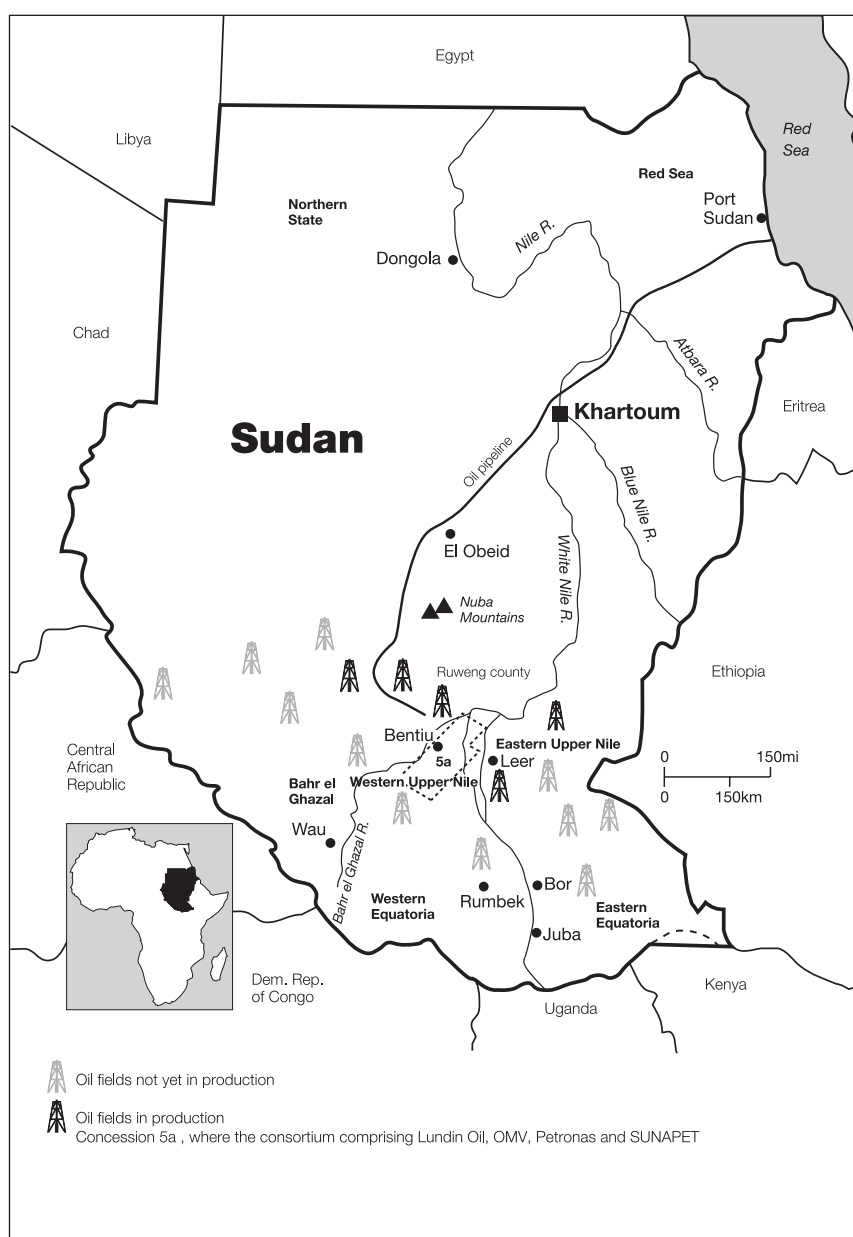 Egypt
Libya
Red
Sea
Red Sea
Northern
State
Port
Sudan
Nile R.
Dongola
Chad
Atbara R.
Eritrea
Khartoum
Sudan
Oil pipeline
Blue Nile R.
White Nile R.
El Obeid
Nuba
Mountains
Ruweng county
Ethiopia
Bentiu
Eastern Upper Nile
5a
Leer
Central
African
Republic
0 150mi
0 150km
Bahr el
Ghazal
Western Upper Nile
Wau
Bahr el Ghazal R.
Western
Equatoria
Rumbek
Bor
Eastern
Equatoria
Juba
Dem. Rep.
of Congo
Uganda
Kenya
Oil fields not yet in production
Oil fields in production
Concession 5a , where the consortium comprising Lundin Oil, OMV, Petronas and SUNAPET